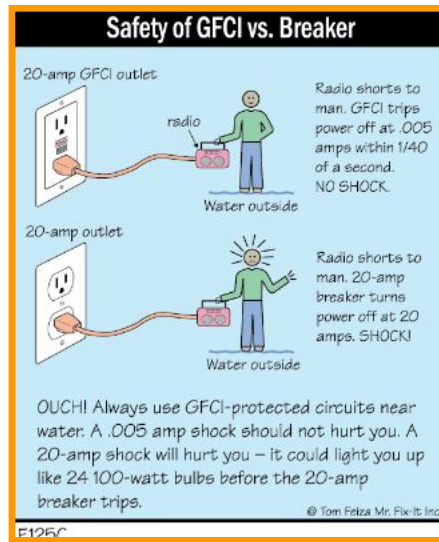 Safety of GFCI vs. Breaker
20-amp GFCI outlet
radio
Radio shorts to
man. GFCI trips
power off at .005
amps within 1/40
of a second.
NO SHOCK.
Water outside
20-amp outlet
Radio shorts to
man. 20-amp
breaker turns
power off at 20
amps. SHOCK!
Water outside
OUCH! Always use GFCI-protected circuits near
water. A .005 amp shock should not hurt you. A
20-amp shock will hurt you – it could light you up
like 24 100-watt bulbs before the 20-amp
breaker trips.
© Tom Feiza Mr. Fix-It Inc
E125C